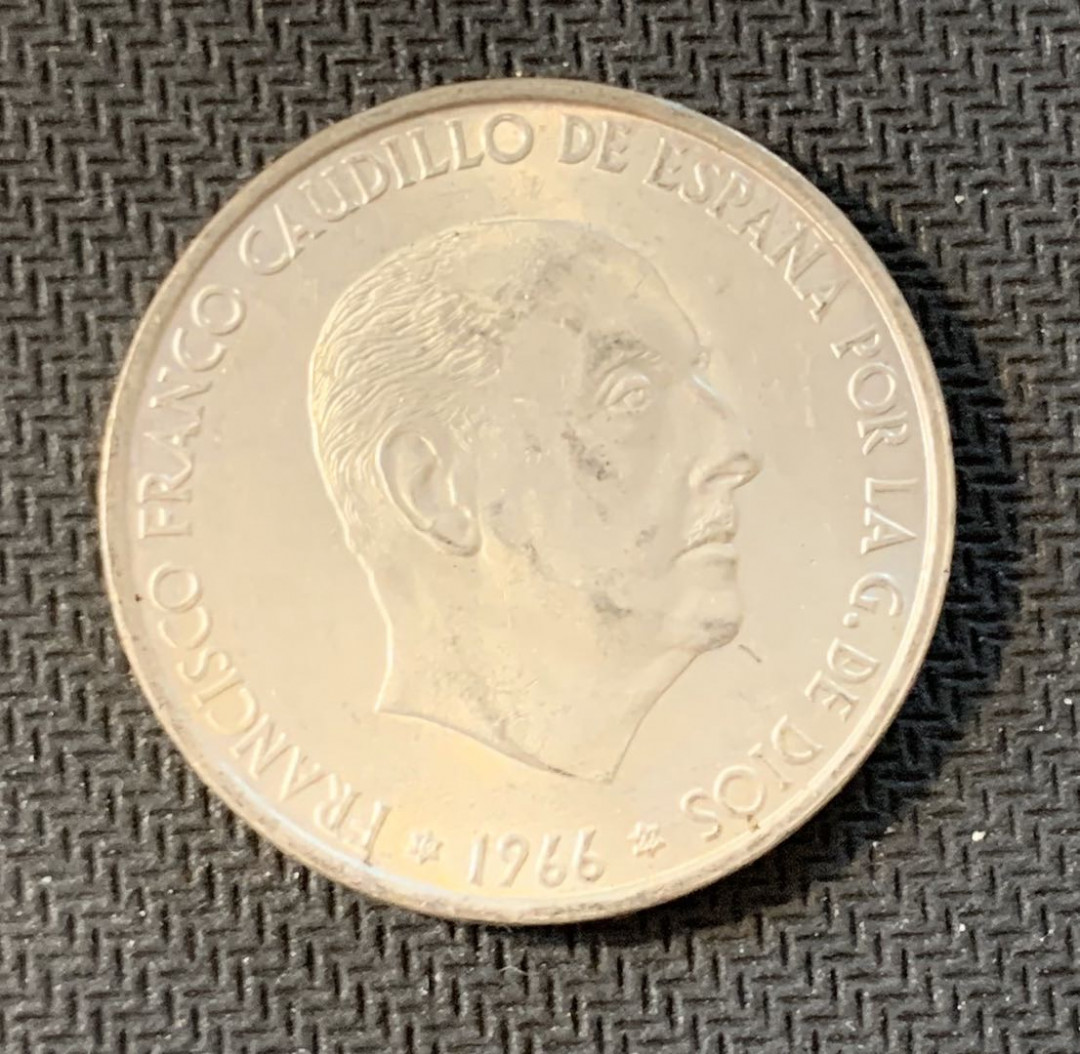 FRANCISCO FRANCO CAUDILLO DE ESPAÑA POR LA G. DE DIOS
* 1966 *